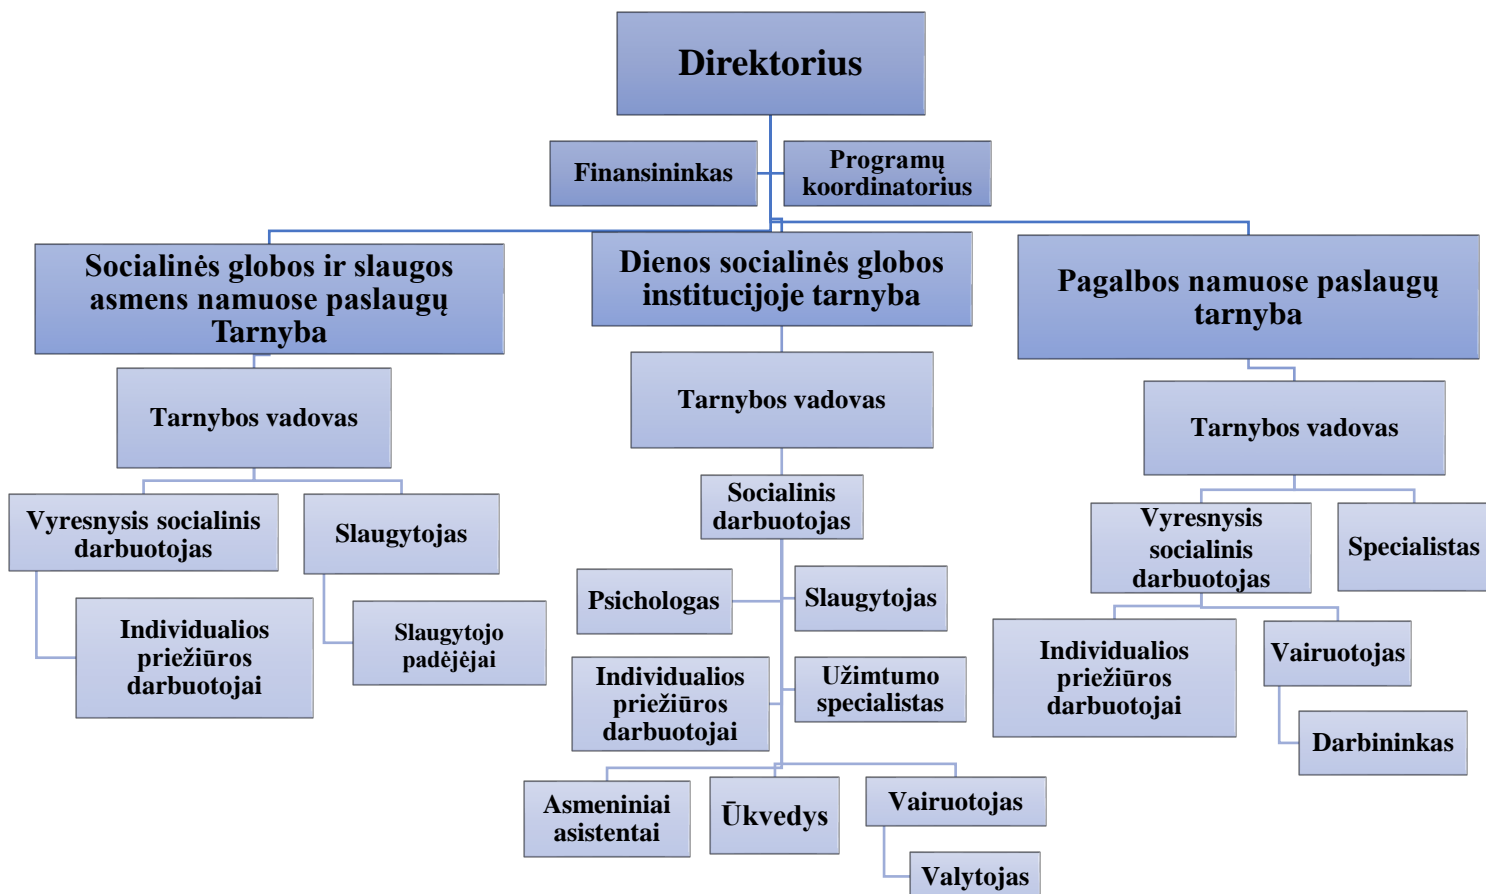 Direktorius
Finansininkas
Programų
koordinatorius
Socialinės globos ir slaugos
asmens namuose paslaugų
Tarnyba
Dienos socialinės globos
institucijoje tarnyba
Pagalbos namuose paslaugų
tarnyba
Tarnybos vadovas
Tarnybos vadovas
Tarnybos vadovas
Vyresnysis socialinis
darbuotojas
Slaugytojas
Individualios
priežiūros
darbuotojai
Slaugytojo
padėjėjai
Socialinis
darbuotojas
Psichologas
Slaugytojas
Individualios
priežiūros
darbuotojai
Užimtumo
specialistas
Asmeniniai
asistentai
Ūkvedys
Vairuotojas
Valytojas
Vyresnysis
socialinis
darbuotojas
Specialistas
Individualios
priežiūros
darbuotojai
Vairuotojas
Darbininkas